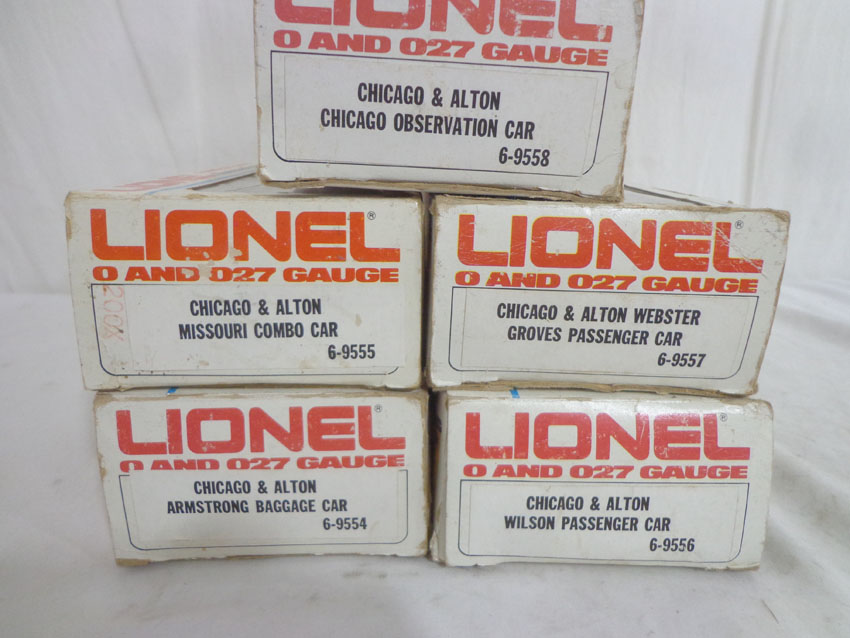 LIONEL
O AND 027 GAUGE
CHICAGO & ALTON
CHICAGO OBSERVATION CAR
6-9558
LIONEL®
O AND 027 GAUGE
200X
CHICAGO & ALTON
MISSOURI COMBO CAR
6-9555
LIONEL®
O AND 027 GAUGE
CHICAGO & ALTON WEBSTER
GROVES PASSENGER CAR
6-9557
LIONEL®
O AND 027 GAUGE
CHICAGO & ALTON
ARMSTRONG BAGGAGE CAR
6-9554
LIONEL®
O AND 027 GAUGE
CHICAGO & ALTON
WILSON PASSENGER CAR
6-9556